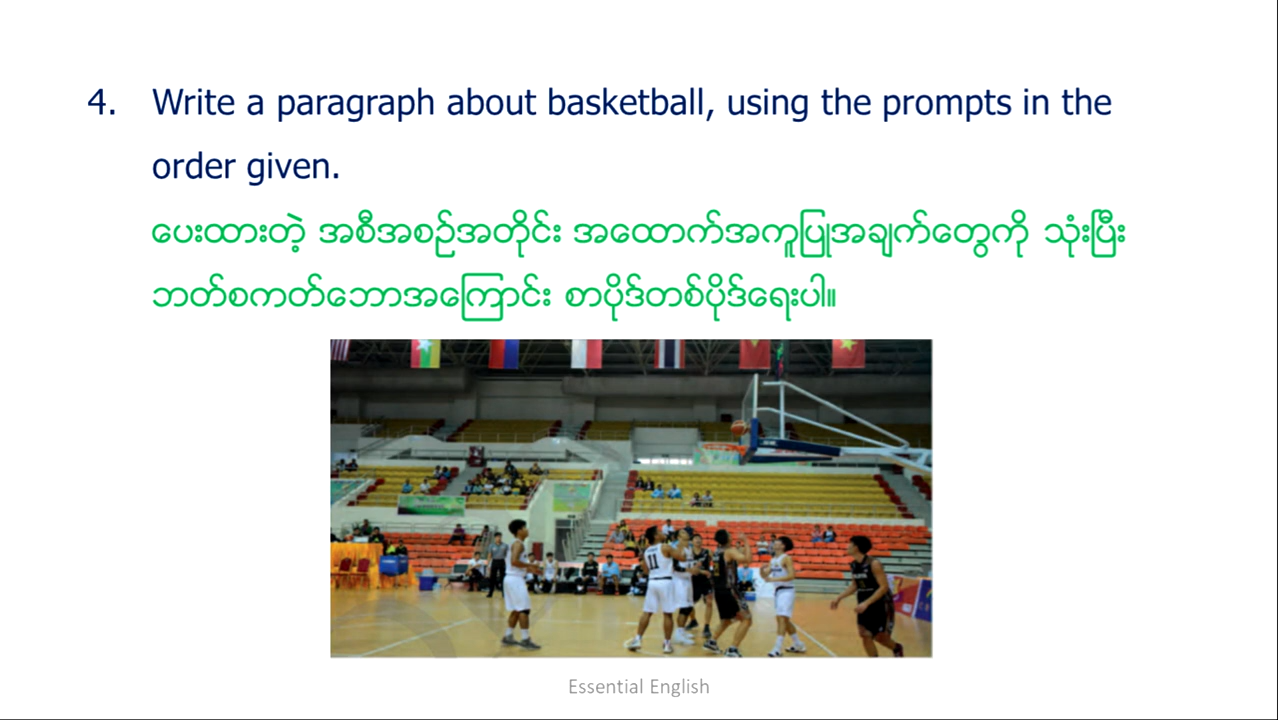 4. Write a paragraph about basketball, using the prompts in the
order given.
ပေးထားတဲ့ အစီအစဉ်အတိုင်း အထောက်အကူပြုအချက်တွေကို သုံးပြီး
ဘတ်စကတ်ဘောအကြောင်း စာပိုဒ်တစ်ပိုဒ်ရေးပါ။
11
Essential English